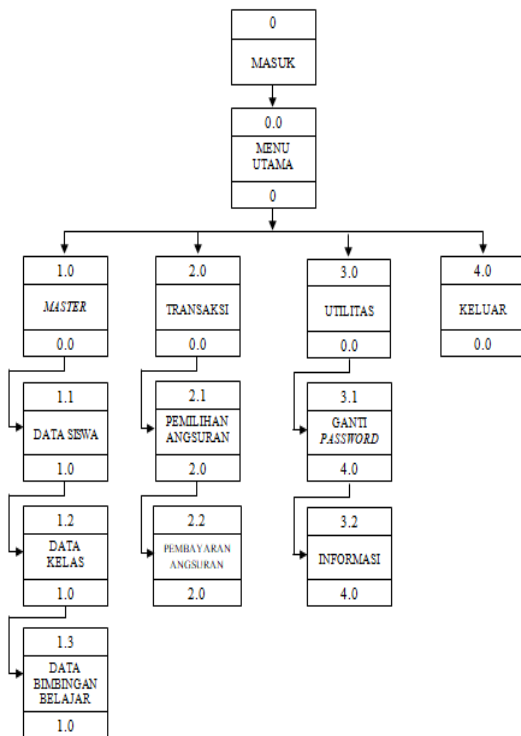 0
MASUK
0.0
MENU
UTAMA
0
1.0
MASTER
0.0
2.0
TRANSAKSI
0.0
3.0
UTILITAS
0.0
4.0
KELUAR
0.0
1.1
DATA SISWA
1.0
2.1
PEMILIHAN
ANGSURAN
2.0
3.1
GANTI
PASSWORD
4.0
1.2
DATA
KELAS
1.0
2.2
PEMBAYARAN
ANGSURAN
2.0
3.2
INFORMASI
4.0
1.3
DATA
BIMBINGAN
BELAJAR
1.0